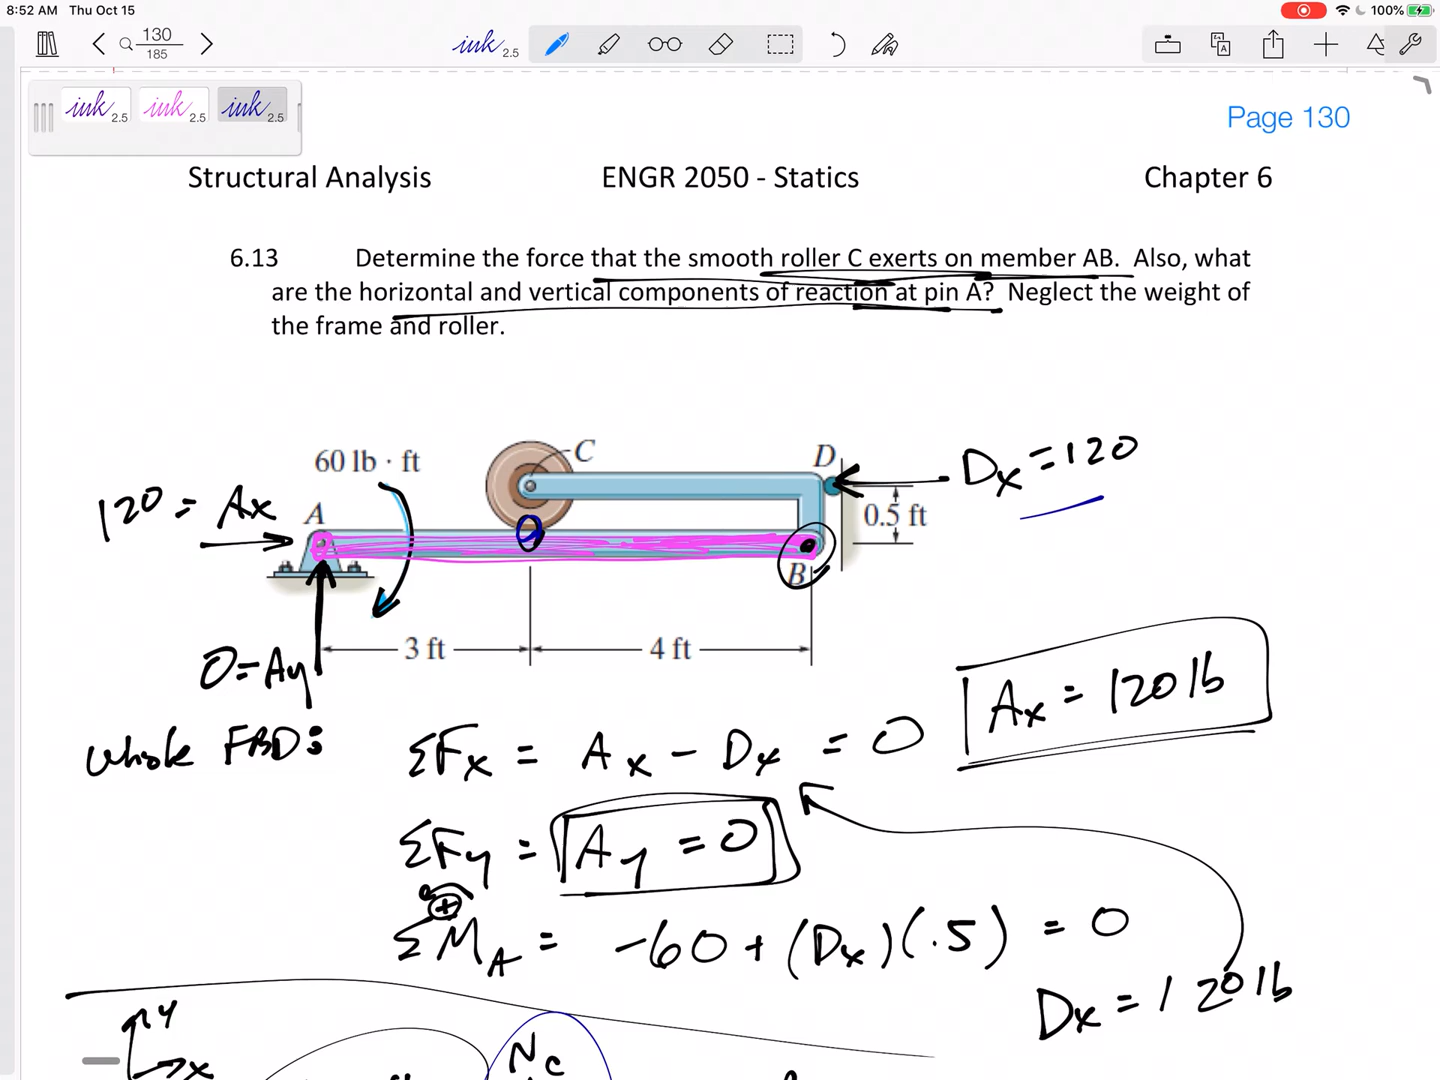 8:52 AM Thu Oct 15
100%
130
185
ink 2.5
ink 2.5 ink 2.5 ink 2.5
Page 130
Structural Analysis ENGR 2050 - Statics Chapter 6
6.13 Determine the force that the smooth roller C exerts on member AB. Also, what
are the horizontal and vertical components of reaction at pin A? Neglect the weight of
the frame and roller.
60 lb · ft
C
D
Dx = 120
120 = Ax
A
0.5 ft
B
3 ft
4 ft
0 = Ay
Ax = 120 lb
Whole FBD:
ΣFx = Ax - Dx = 0
ΣFy = Ay = 0
+
ΣMA = -60 + (Dx)(.5) = 0
Dx = 120 lb
y
x
Nc